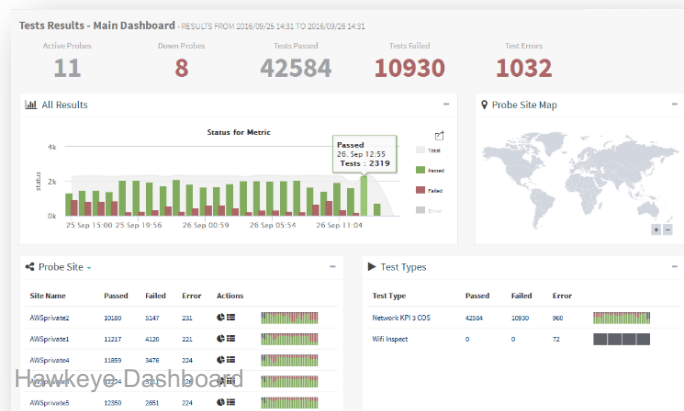 Tests Results - Main Dashboard - RESULTS FROM 2016/09/25 14:31 TO 2016/09/26 14:31
Active Probes Down Probes Tests Passed Tests Failed Test Errors
11 8 42584 10930 1032
All Results
Probe Site Map
Status for Metric
Passed
26. Sep 12:55
Tests : 2319
Total
Passed
Failed
Error
4k
2k
0k
status
25 Sep 15:00 25 Sep 19:56 26 Sep 00:59 26 Sep 05:54 26 Sep 11:04
+ −
Probe Site
Test Types
Site Name Passed Failed Error Actions
AWSprivate2 10180 5147 231
AWSprivate1 11217 4120 221
AWSprivate4 11859 3476 224
AWSprivate5 12350 2651 224
Test Type Passed Failed Error
Network KPI 3 COS 42584 10930 960
Wifi Inspect 0 0 72
Hawkeye Dashboard